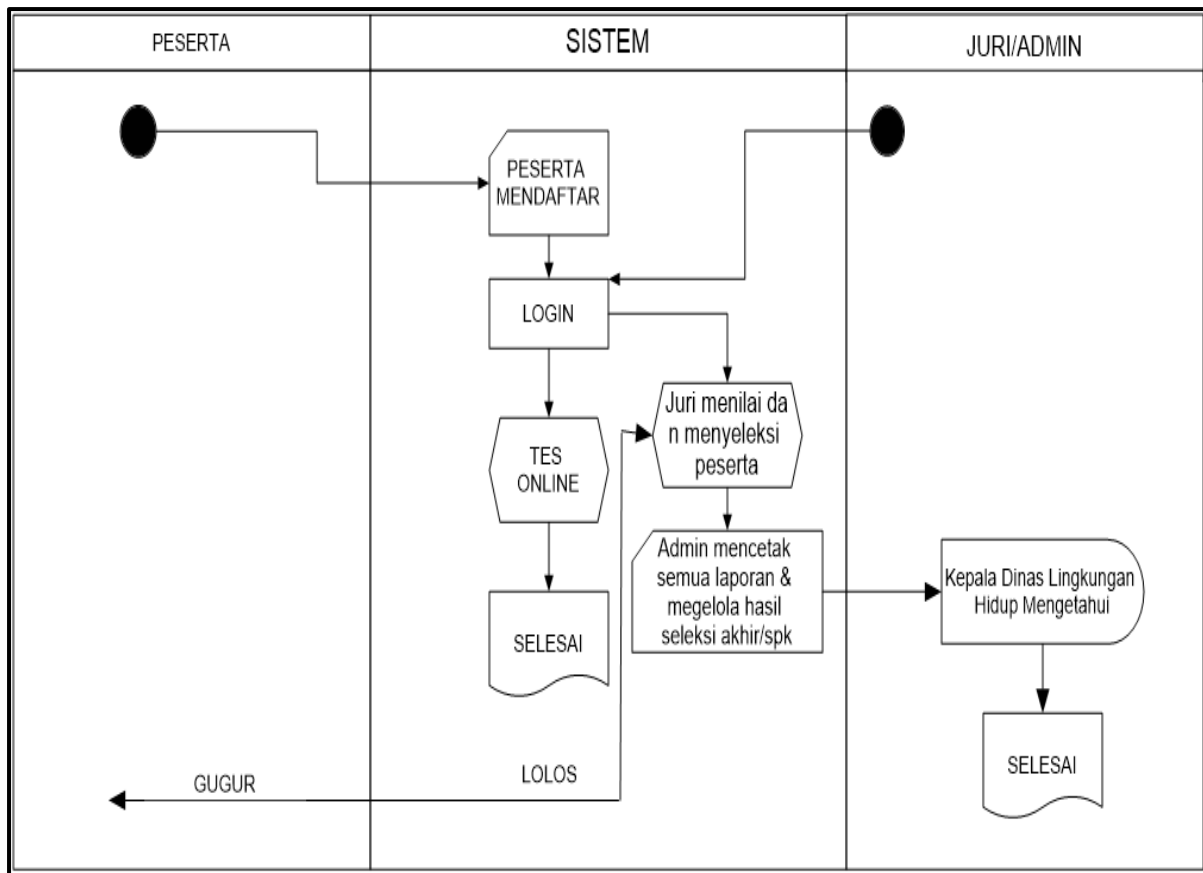 PESERTA
SISTEM
JURI/ADMIN
PESERTA
MENDAFTAR
LOGIN
Juri menilai da
n menyeleksi
peserta
TES
ONLINE
Admin mencetak
semua laporan &
megelola hasil
seleksi akhir/spk
Kepala Dinas Lingkungan
Hidup Mengetahui
SELESAI
SELESAI
GUGUR
LOLOS